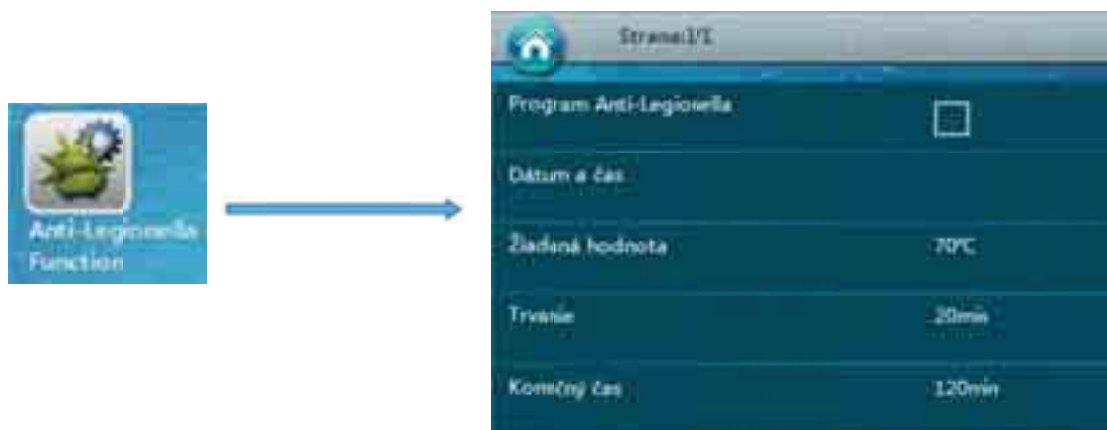 Anti-Legionella
Function
Strana:1/1
Program Anti-Legionella
Dátum a čas
Žiadaná hodnota 70℃
Trvanie 20min
Konečný čas 120min